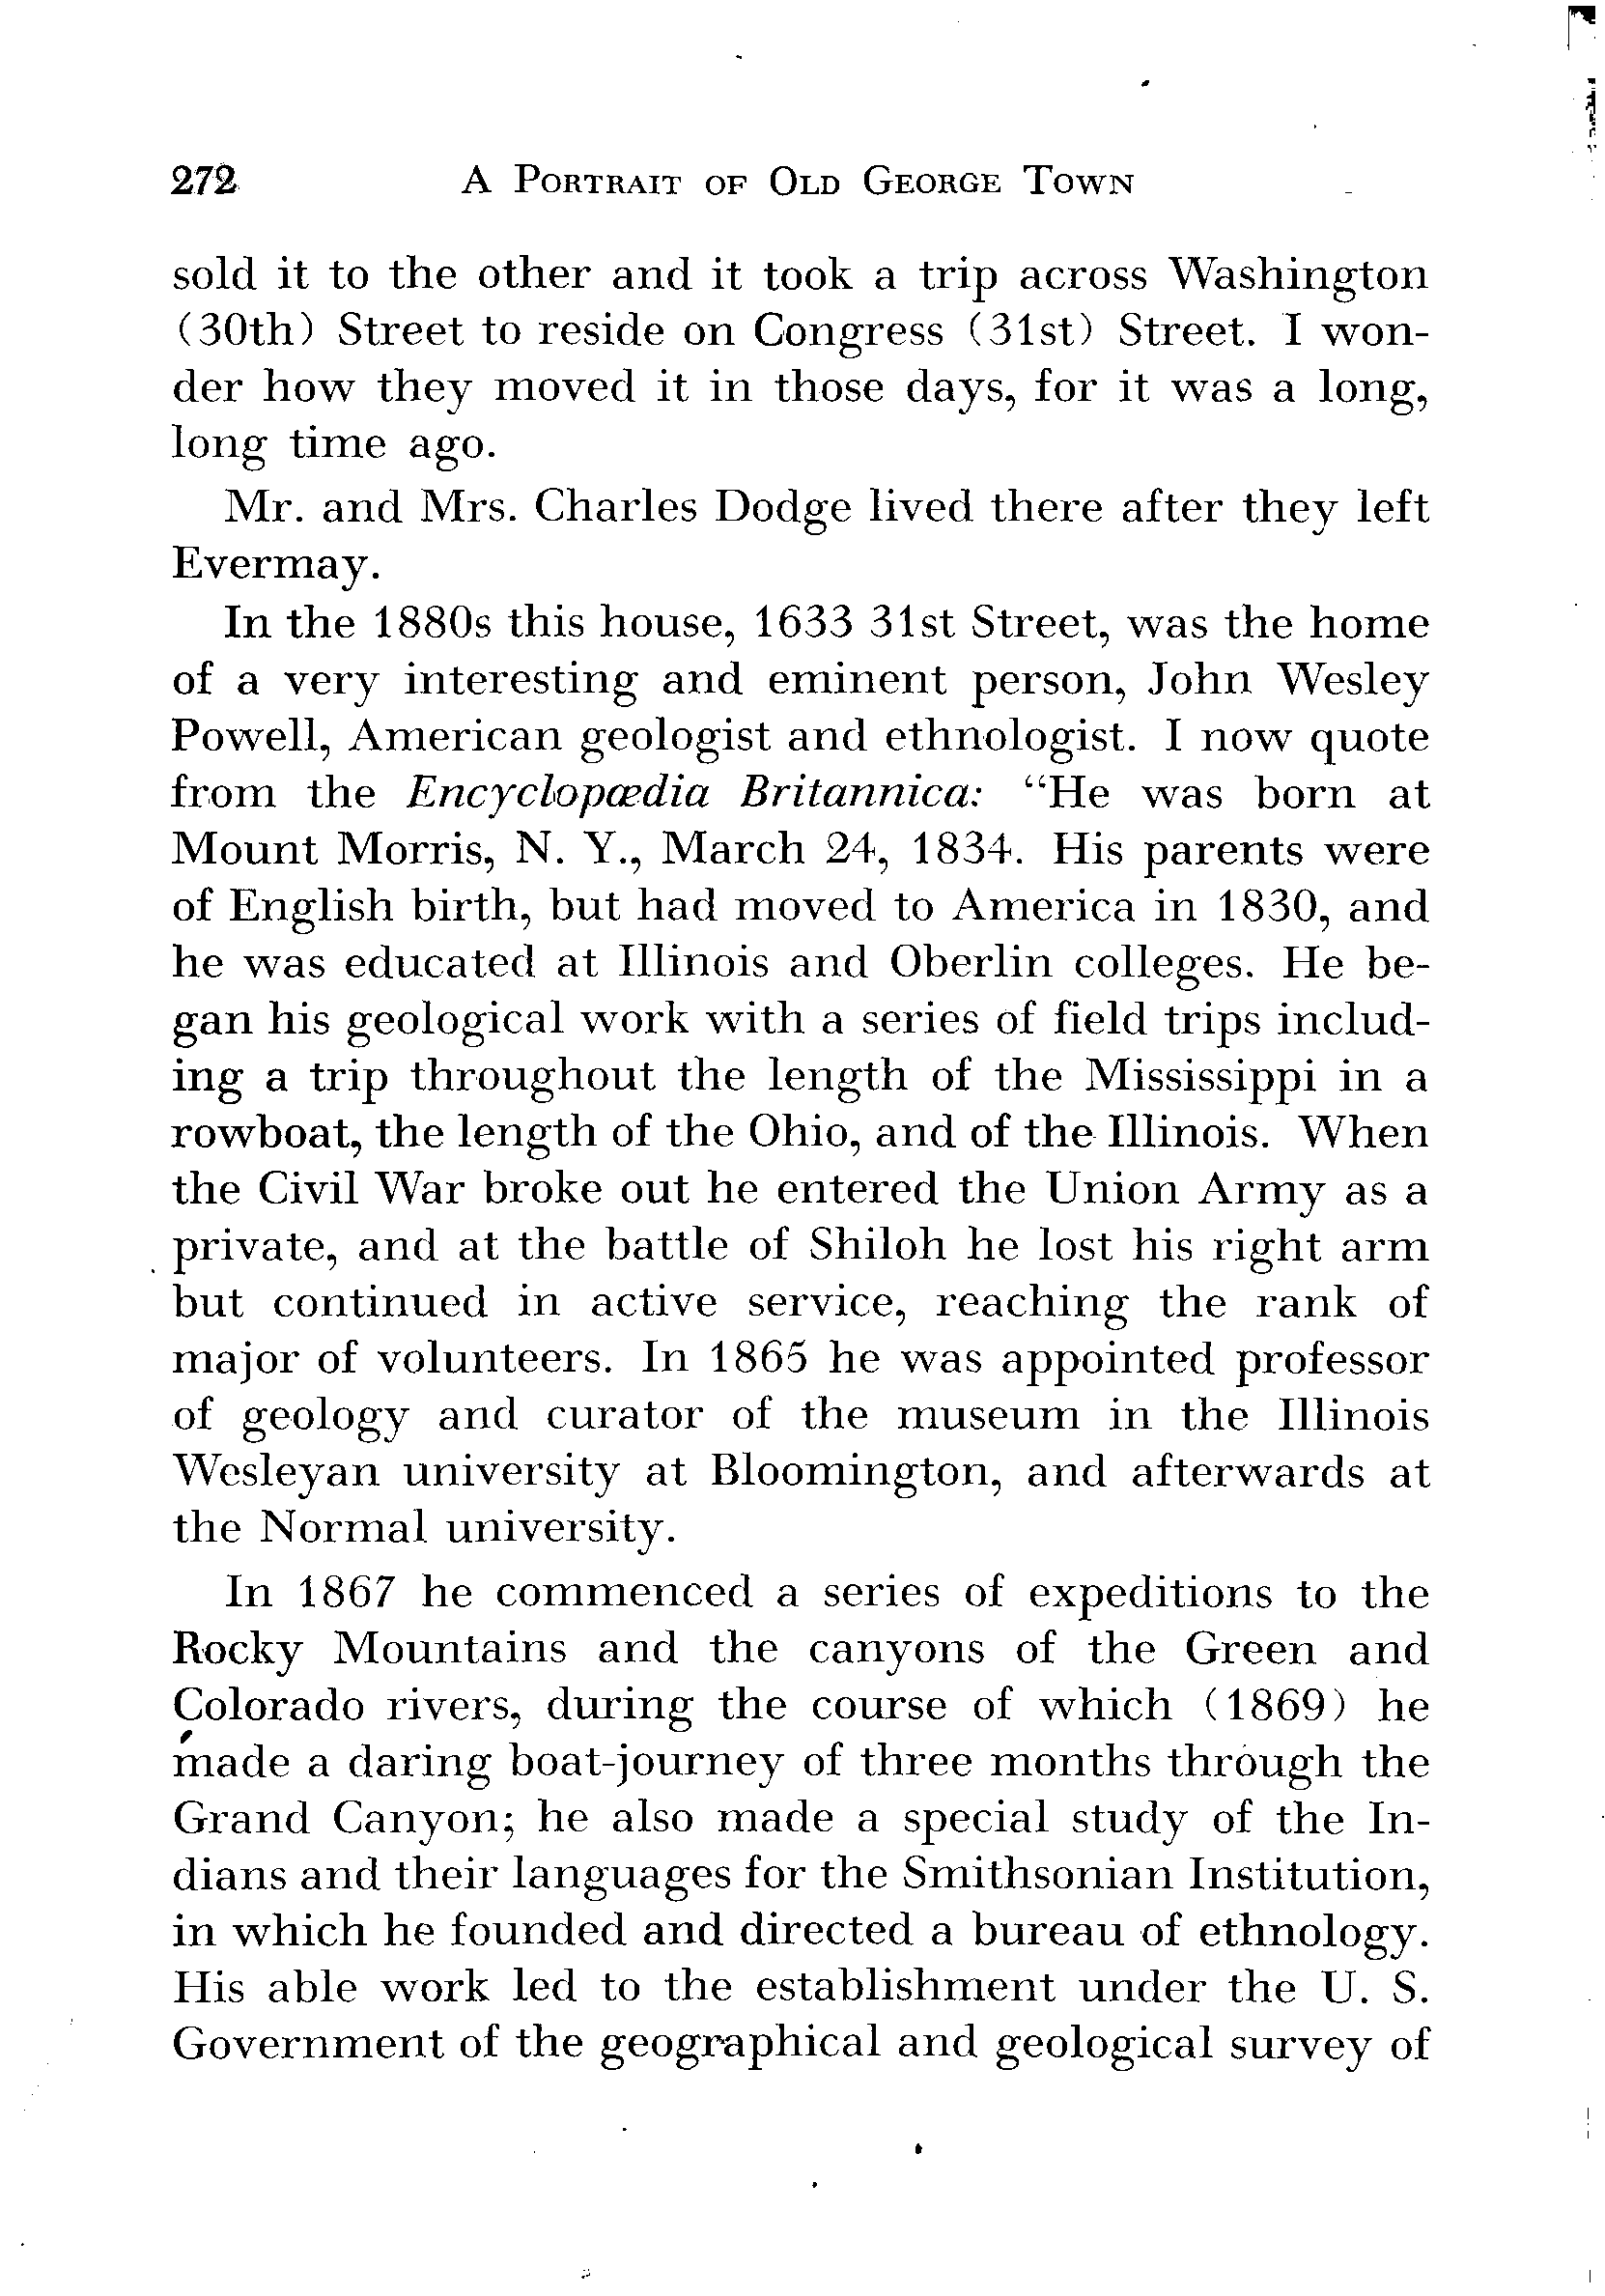 272 A Portrait of Old George Town
sold it to the other and it took a trip across Washington
(30th) Street to reside on Congress (31st) Street. I won-
der how they moved it in those days, for it was a long,
long time ago.
Mr. and Mrs. Charles Dodge lived there after they left
Evermay.
In the 1880s this house, 1633 31st Street, was the home
of a very interesting and eminent person, John Wesley
Powell, American geologist and ethnologist. I now quote
from the Encyclopædia Britannica: “He was born at
Mount Morris, N. Y., March 24, 1834. His parents were
of English birth, but had moved to America in 1830, and
he was educated at Illinois and Oberlin colleges. He be-
gan his geological work with a series of field trips includ-
ing a trip throughout the length of the Mississippi in a
rowboat, the length of the Ohio, and of the Illinois. When
the Civil War broke out he entered the Union Army as a
private, and at the battle of Shiloh he lost his right arm
but continued in active service, reaching the rank of
major of volunteers. In 1865 he was appointed professor
of geology and curator of the museum in the Illinois
Wesleyan university at Bloomington, and afterwards at
the Normal university.
In 1867 he commenced a series of expeditions to the
Rocky Mountains and the canyons of the Green and
Colorado rivers, during the course of which (1869) he
made a daring boat-journey of three months through the
Grand Canyon; he also made a special study of the In-
dians and their languages for the Smithsonian Institution,
in which he founded and directed a bureau of ethnology.
His able work led to the establishment under the U. S.
Government of the geographical and geological survey of